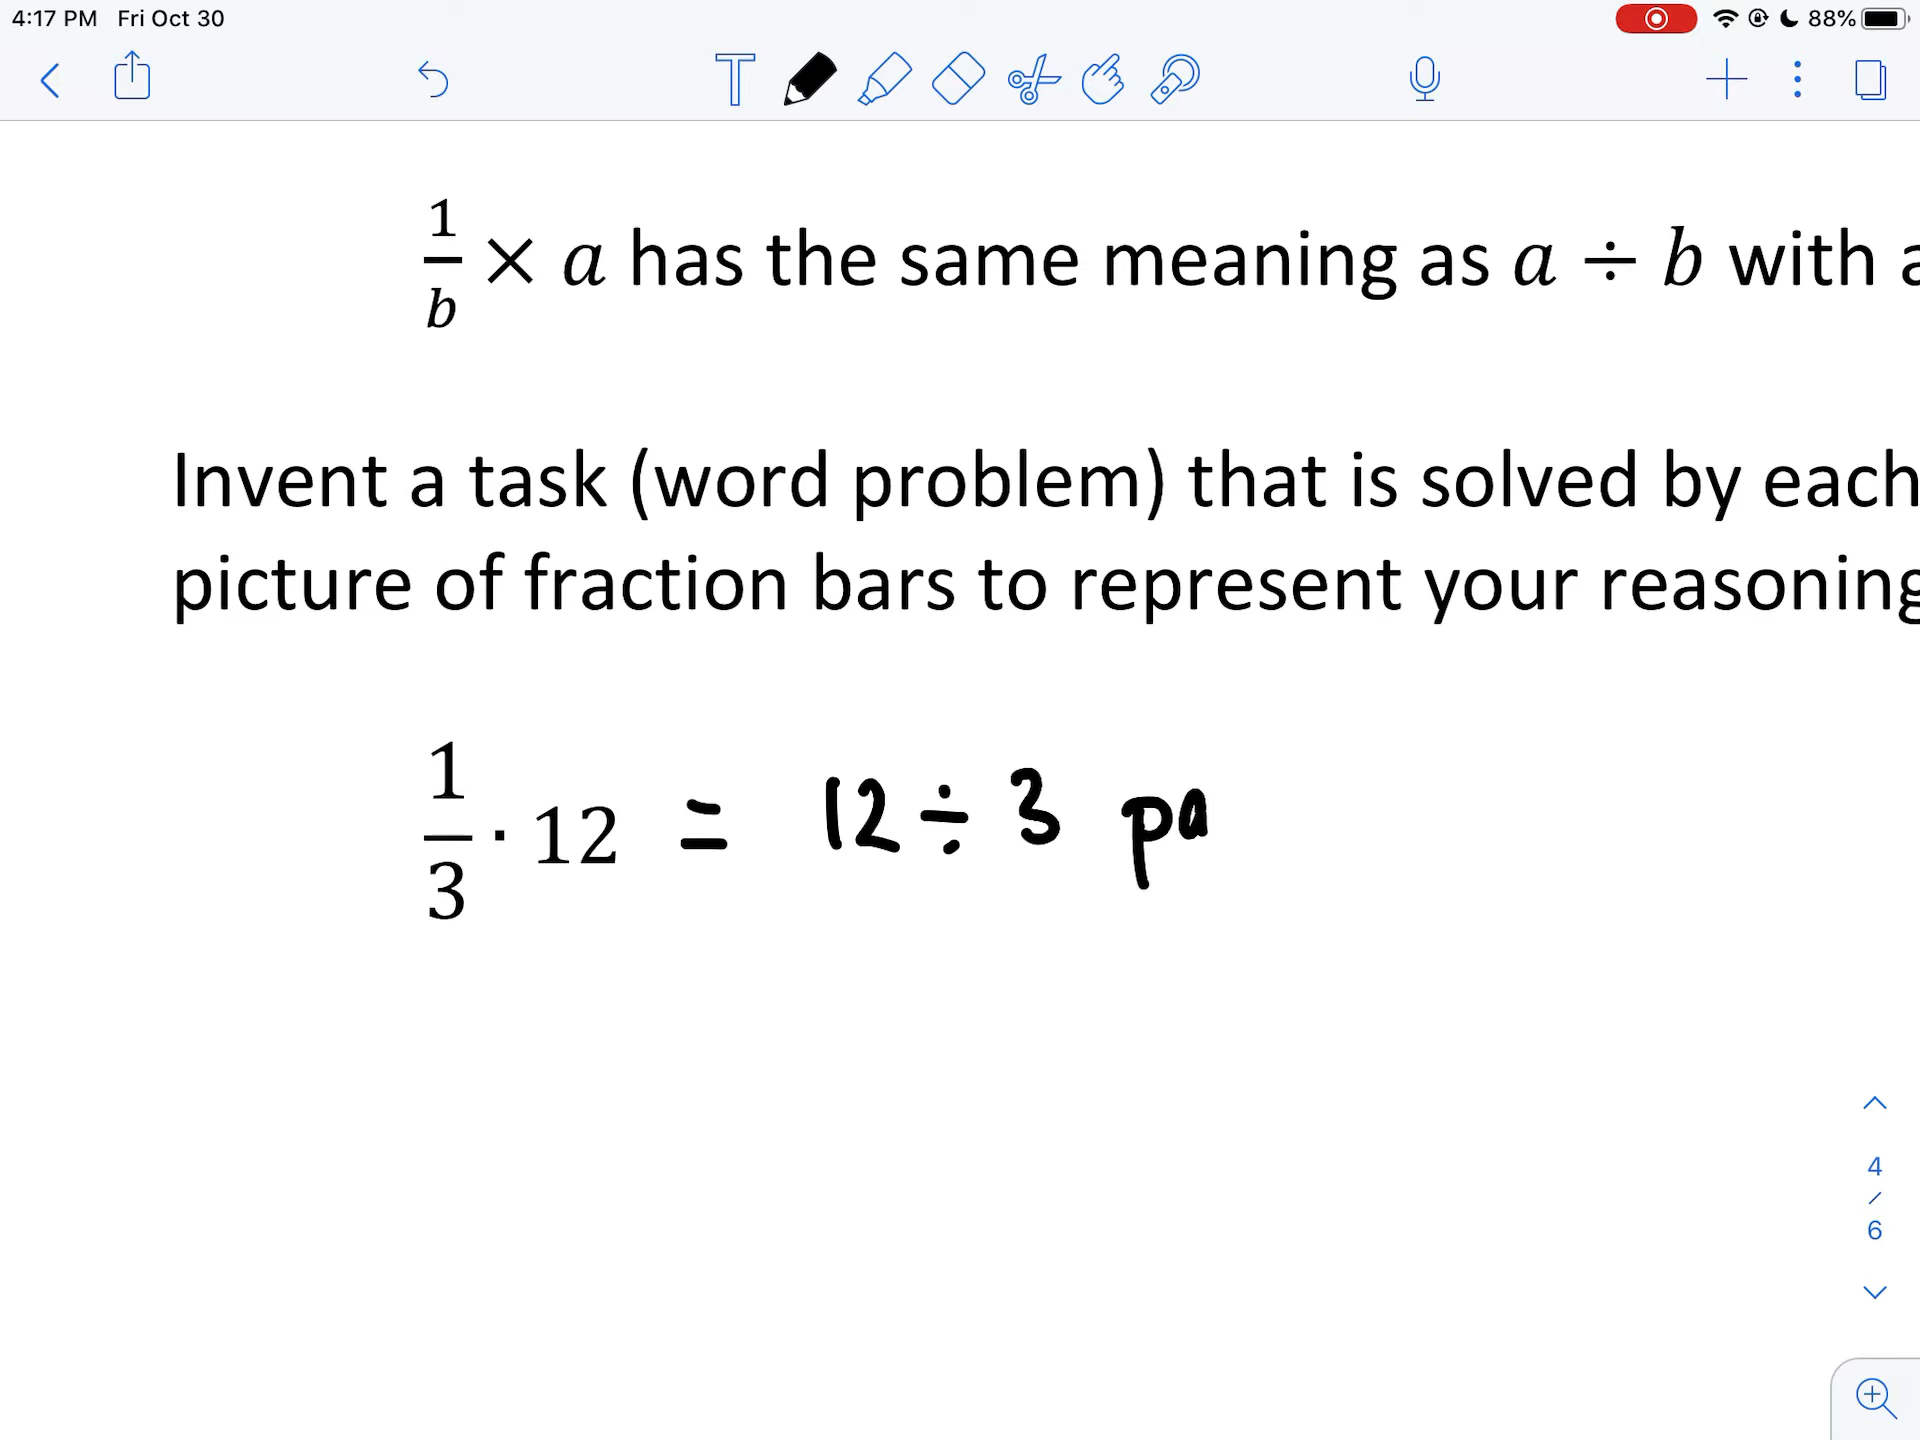 4:17 PM Fri Oct 30
88%
1/b × a has the same meaning as a ÷ b with a
Invent a task (word problem) that is solved by each
picture of fraction bars to represent your reasoning
1/3 · 12 = 12 ÷ 3 pa
4
/
6